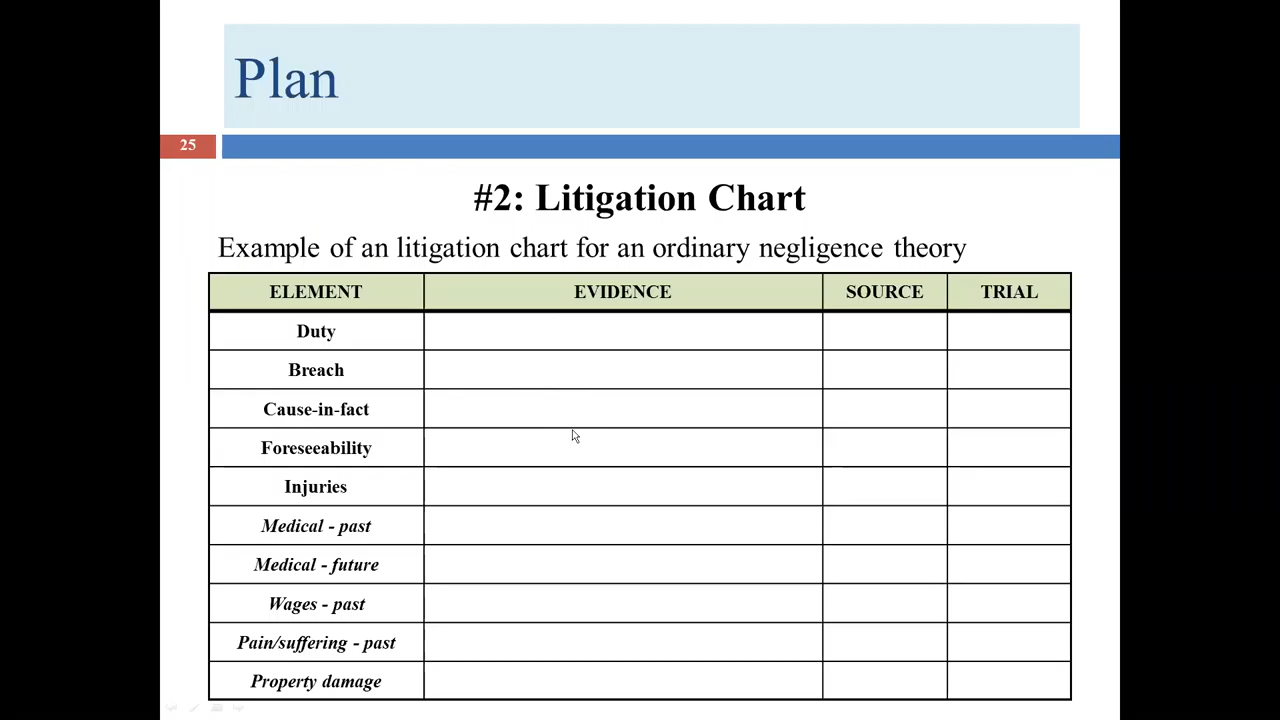 Plan
25
#2: Litigation Chart
Example of an litigation chart for an ordinary negligence theory
ELEMENT EVIDENCE SOURCE TRIAL
Duty
Breach
Cause-in-fact
Foreseeability
Injuries
Medical - past
Medical - future
Wages - past
Pain/suffering - past
Property damage